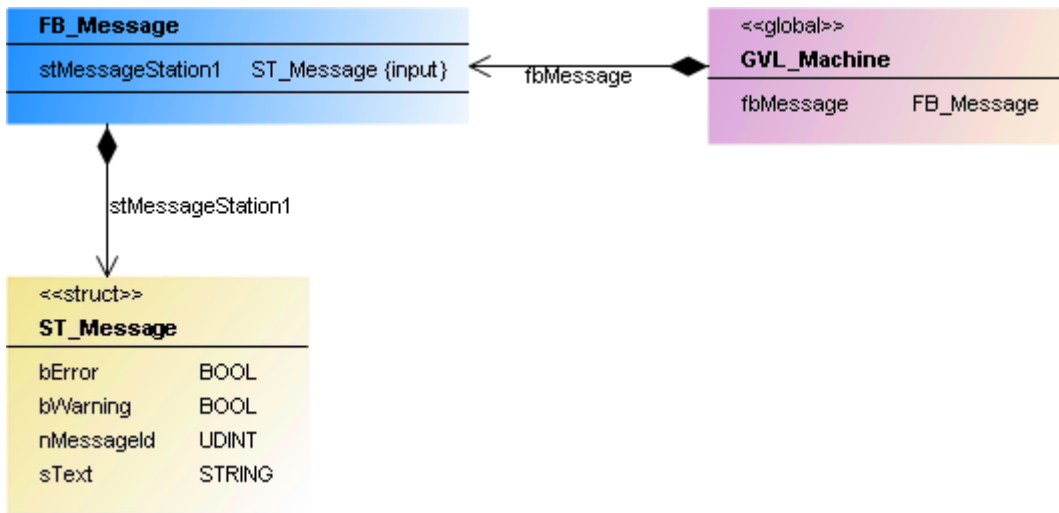 FB_Message
stMessageStation1 ST_Message {input}
fbMessage
<<global>>
GVL_Machine
fbMessage FB_Message
stMessageStation1
<<struct>>
ST_Message
bError BOOL
bWarning BOOL
nMessageId UDINT
sText STRING